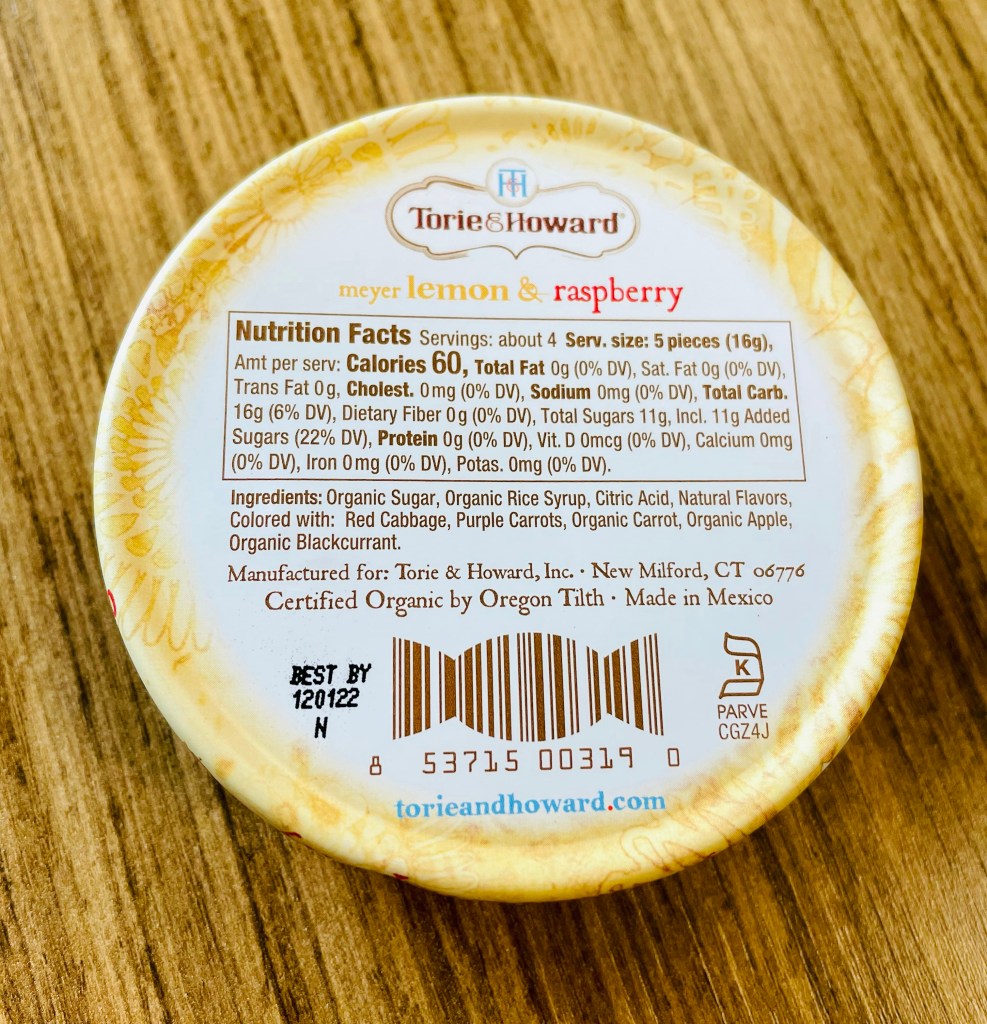 TH
Torie & Howard®
meyer lemon & raspberry
Nutrition Facts Servings: about 4 Serv. size: 5 pieces (16g),
Amt per serv: Calories 60, Total Fat 0g (0% DV), Sat. Fat 0g (0% DV),
Trans Fat 0g, Cholest. 0mg (0% DV), Sodium 0mg (0% DV), Total Carb.
16g (6% DV), Dietary Fiber 0g (0% DV), Total Sugars 11g, Incl. 11g Added
Sugars (22% DV), Protein 0g (0% DV), Vit. D 0mcg (0% DV), Calcium 0mg
(0% DV), Iron 0mg (0% DV), Potas. 0mg (0% DV).
Ingredients: Organic Sugar, Organic Rice Syrup, Citric Acid, Natural Flavors,
Colored with: Red Cabbage, Purple Carrots, Organic Carrot, Organic Apple,
Organic Blackcurrant.
Manufactured for: Torie & Howard, Inc. · New Milford, CT 06776
Certified Organic by Oregon Tilth · Made in Mexico
BEST BY
120122
N
K
PARVE
CGZ4J
8 53715 00319 0
torieandhoward.com